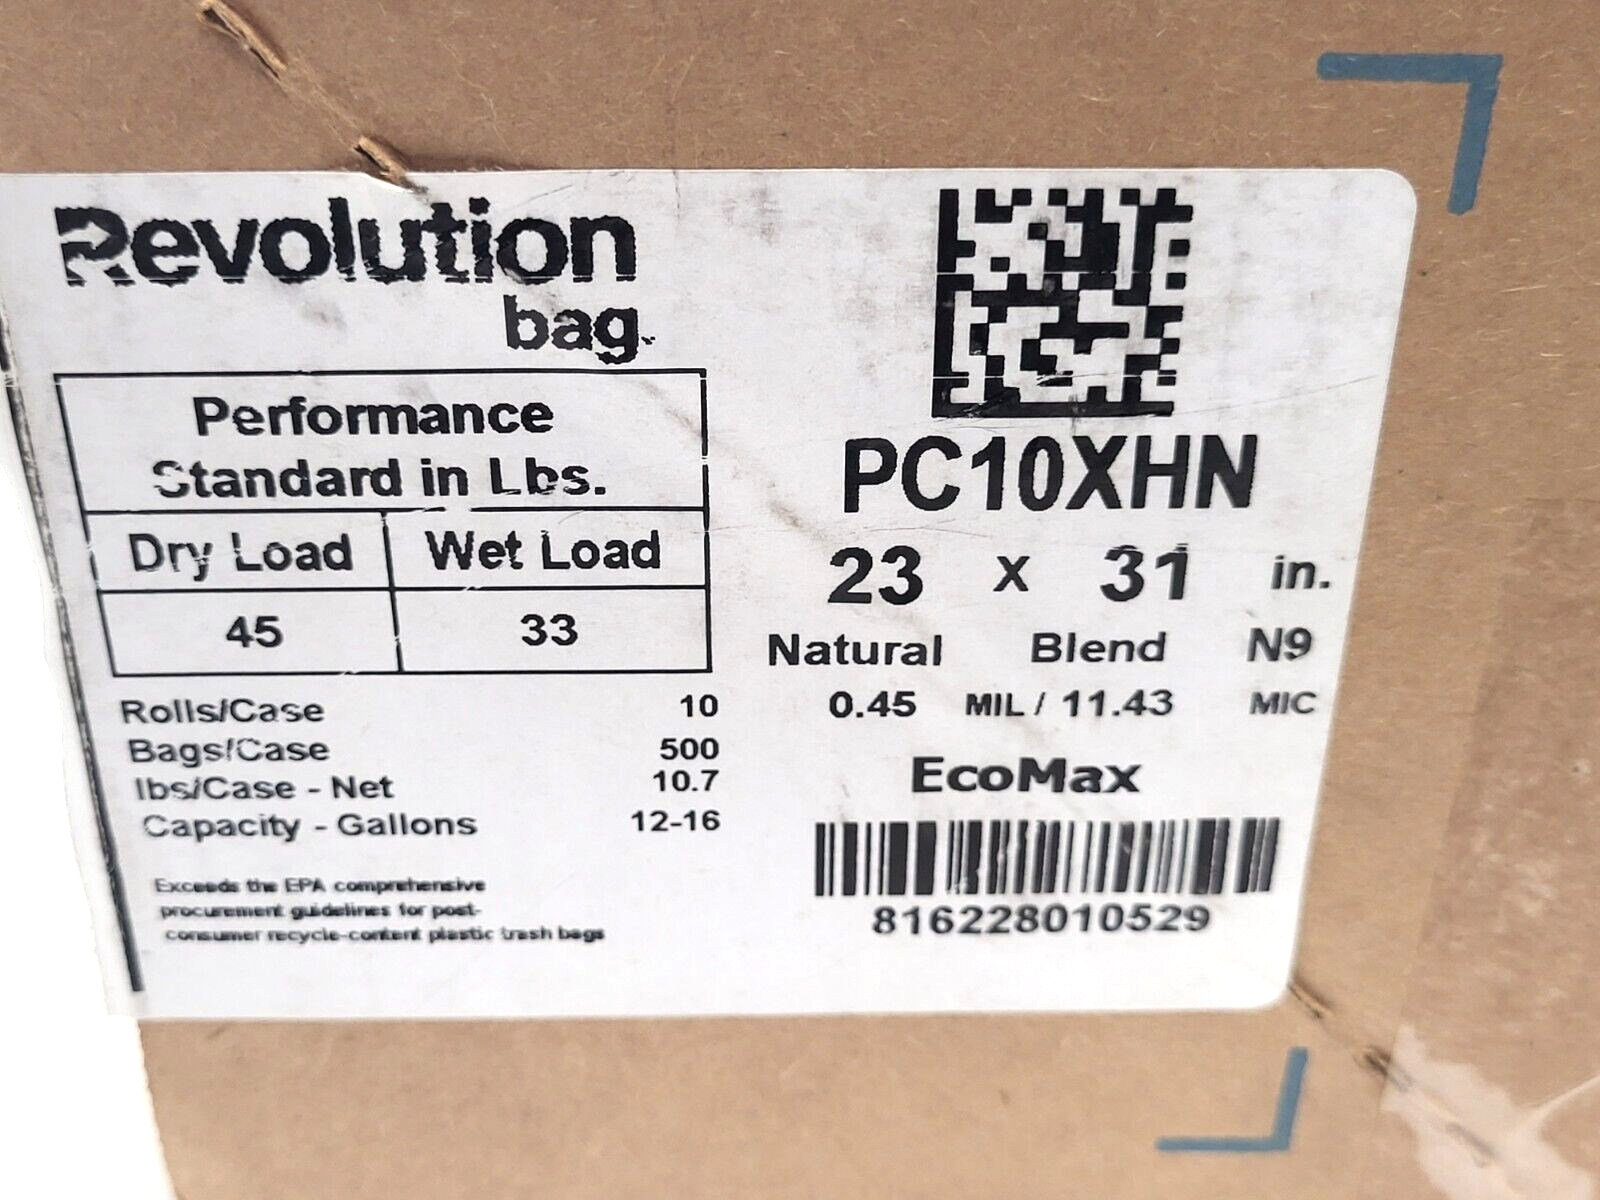 Revolution
bag.
Performance
Standard in Lbs.
Dry Load Wet Load
45 33
Rolls/Case 10
Bags/Case 500
lbs/Case - Net 10.7
Capacity - Gallons 12-16
Exceeds the EPA comprehensive
procurement guidelines for post-
consumer recycle-content plastic trash bags
PC10XHN
23 x 31 in.
Natural Blend N9
0.45 MIL / 11.43 MIC
EcoMax
816228010529